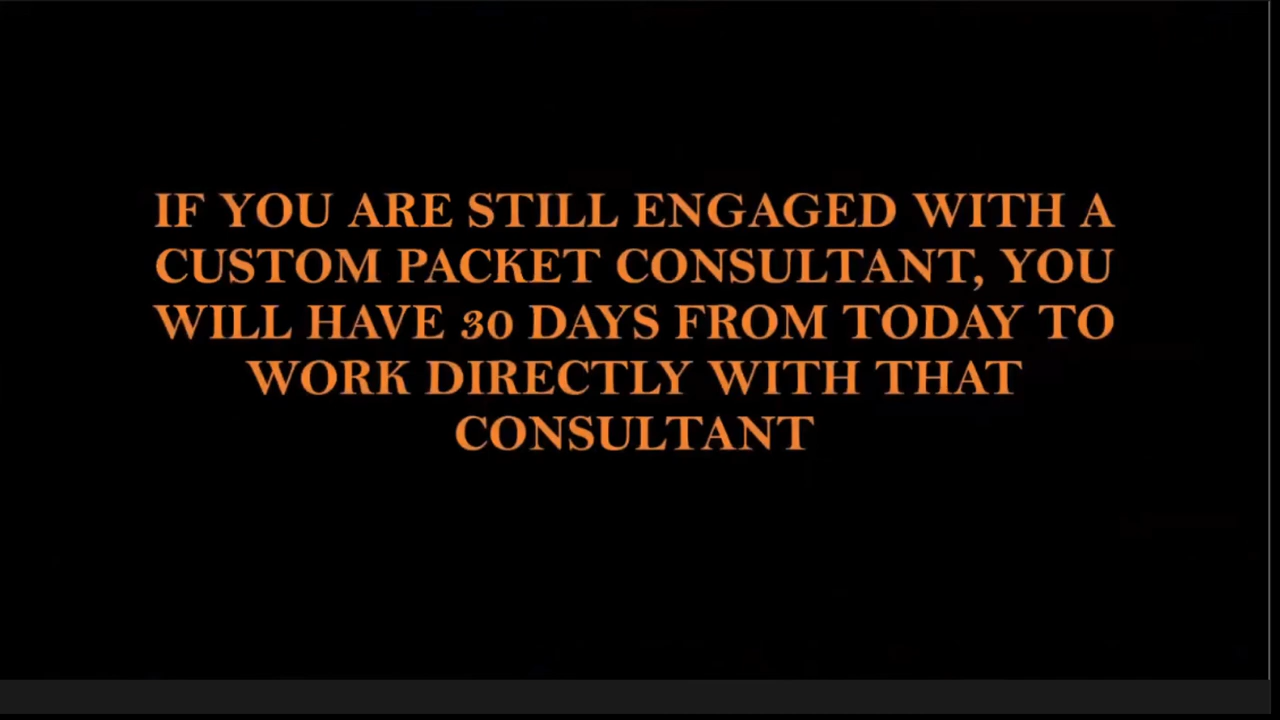 IF YOU ARE STILL ENGAGED WITH A
CUSTOM PACKET CONSULTANT, YOU
WILL HAVE 30 DAYS FROM TODAY TO
WORK DIRECTLY WITH THAT
CONSULTANT